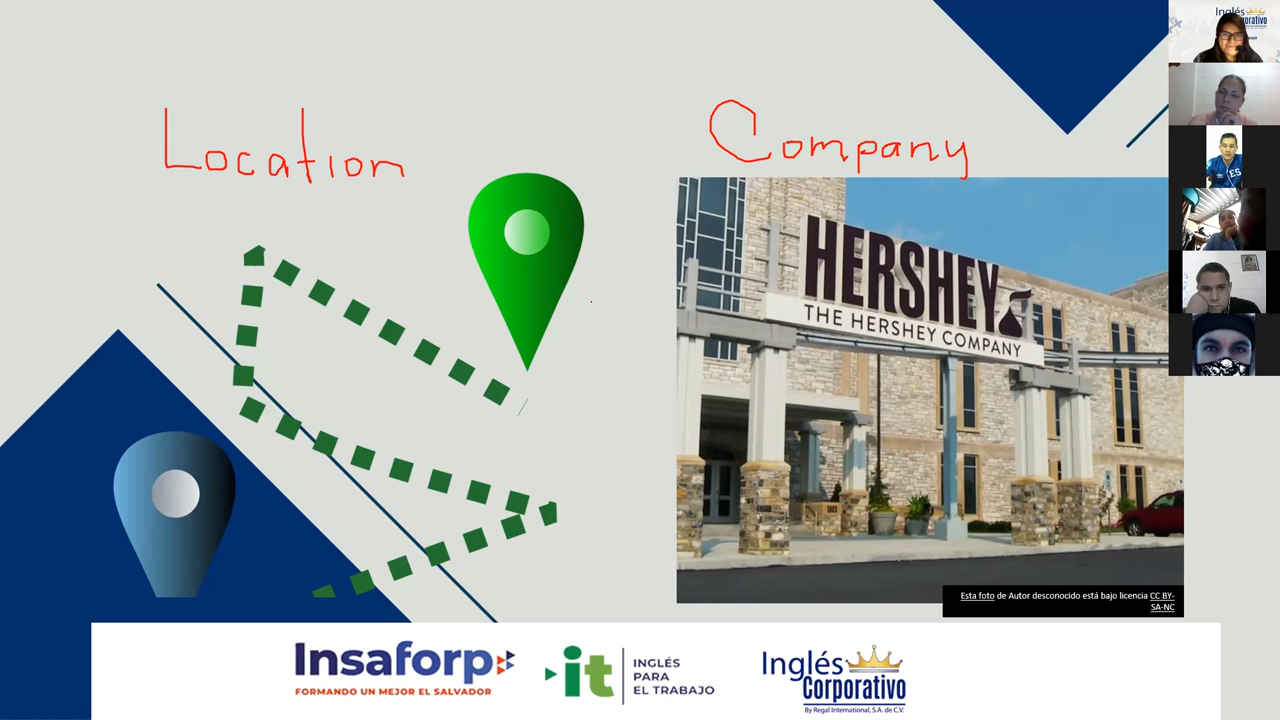 Location
Company
HERSHEY
THE HERSHEY COMPANY
Esta foto de Autor desconocido está bajo licencia CC BY-
SA-NC
Insaforp
FORMANDO UN MEJOR EL SALVADOR
it
INGLÉS
PARA
EL TRABAJO
Inglés
Corporativo
By Regal International, S.A. de C.V.
Inglés
ES